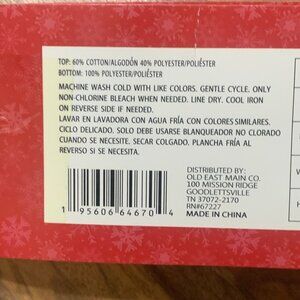 TOP: 60% COTTON/ALGODÓN 40% POLYESTER/POLIÉSTER
BOTTOM: 100% POLYESTER/POLIÉSTER
MACHINE WASH COLD WITH LIKE COLORS. GENTLE CYCLE. ONLY
NON-CHLORINE BLEACH WHEN NEEDED. LINE DRY. COOL IRON
ON REVERSE SIDE IF NEEDED.
LAVAR EN LAVADORA CON AGUA FRÍA CON COLORES SIMILARES.
CICLO DELICADO. SOLO DEBE USARSE BLANQUEADOR NO CLORADO
CUANDO SE NECESITE. SECAR COLGADO. PLANCHA FRÍA AL
REVERSO SI SE NECESITA.
DISTRIBUTED BY:
OLD EAST MAIN CO.
100 MISSION RIDGE
GOODLETTSVILLE
TN 37072-2170
RN#67227
MADE IN CHINA
1 95606 64670 4